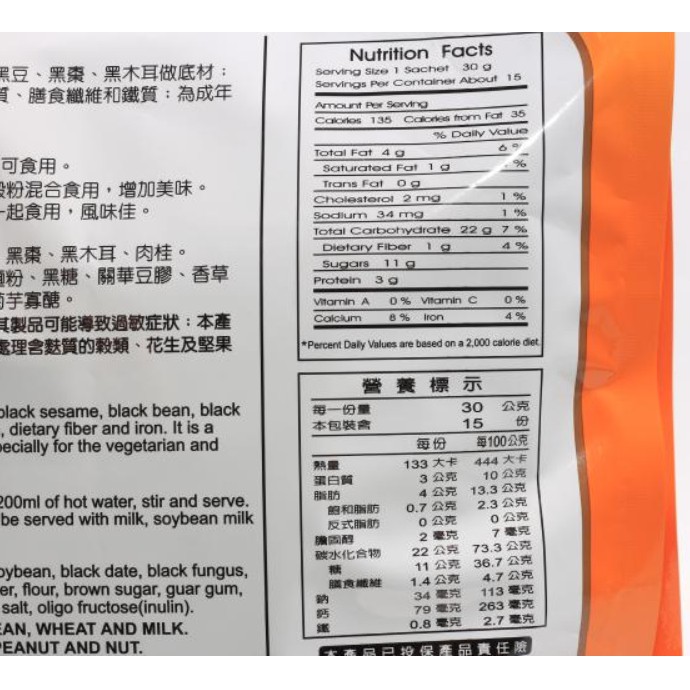 黑豆、黑棗、黑木耳做底材；
質、膳食纖維和鐵質；為成年
可食用。
粉混合食用，增加美味。
一起食用，風味佳。
黑棗、黑木耳、肉桂。
粉、黑糖、關華豆膠、香草
芋寡醣。
其製品可能導致過敏症狀；本產
處理含麩質的穀類、花生及堅果
black sesame, black bean, black
, dietary fiber and iron. It is a
pecially for the vegetarian and
200ml of hot water, stir and serve.
be served with milk, soybean milk
oybean, black date, black fungus,
er, flour, brown sugar, guar gum,
salt, oligo fructose(inulin).
EAN, WHEAT AND MILK.
PEANUT AND NUT.
Nutrition Facts
Serving Size 1 Sachet 30 g
Servings Per Container About 15
Amount Per Serving
Calories 135 Calories from Fat 35
% Daily Value
Total Fat 4 g 6 %
Saturated Fat 1 g %
Trans Fat 0 g
Cholesterol 2 mg 1 %
Sodium 34 mg 1 %
Total Carbohydrate 22 g 7 %
Dietary Fiber 1 g 4 %
Sugars 11 g
Protein 3 g
Vitamin A 0 % Vitamin C 0 %
Calcium 8 % Iron 4 %
*Percent Daily Values are based on a 2,000 calorie diet
營養標示
每一份量 30 公克
本包裝含 15 份
每份 每100公克
熱量 133 大卡 444 大卡
蛋白質 3 公克 10 公克
脂肪 4 公克 13.3 公克
飽和脂肪 0.7 公克 2.3 公克
反式脂肪 0 公克 0 公克
膽固醇 2 毫克 7 毫克
碳水化合物 22 公克 73.3 公克
糖 11 公克 36.7 公克
膳食纖維 1.4 公克 4.7 公克
鈉 34 毫克 113 毫克
鈣 79 毫克 263 毫克
鐵 0.8 毫克 2.7 毫克
本產品已投保產品責任險